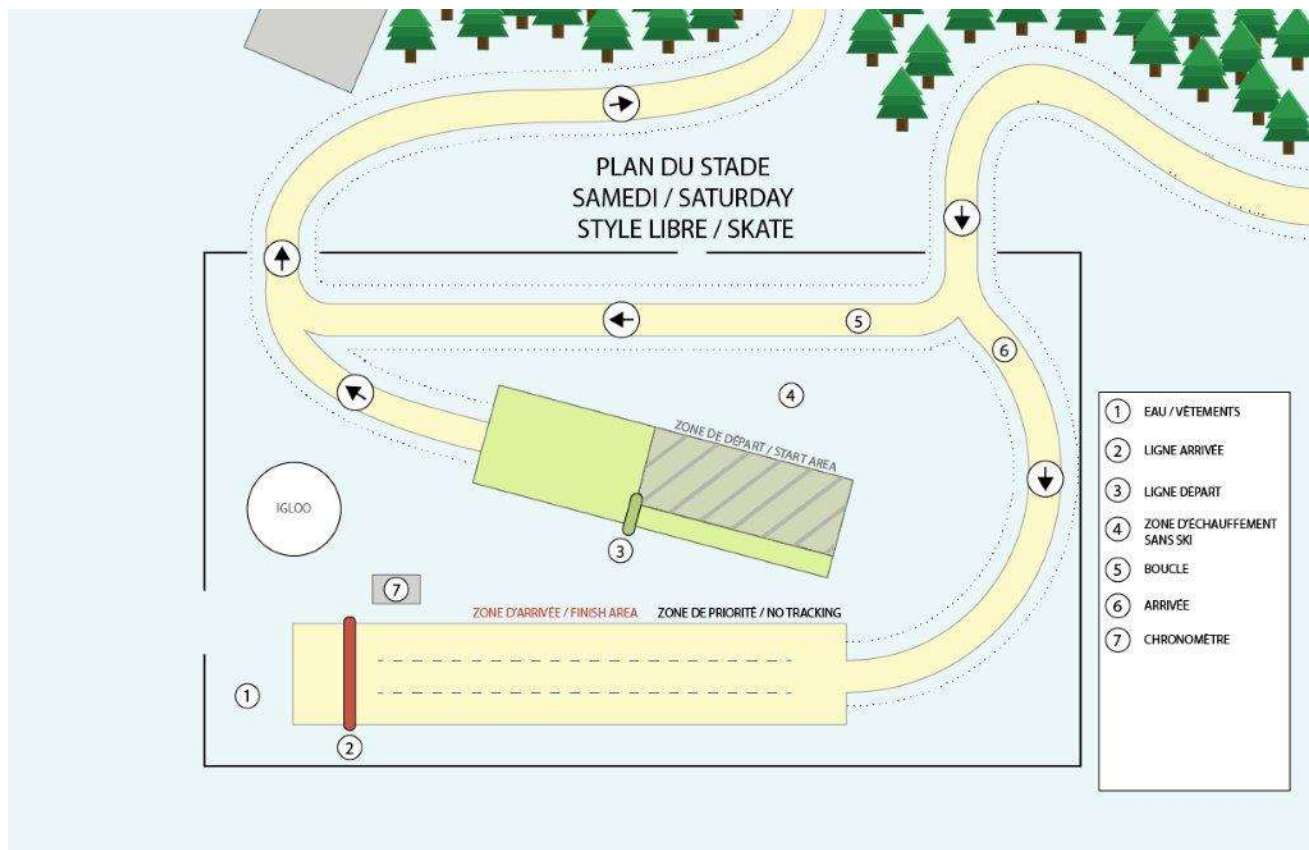 PLAN DU STADE
SAMEDI / SATURDAY
STYLE LIBRE / SKATE
5
6
4
ZONE DE DÉPART / START AREA
IGLOO
3
7
ZONE D'ARRIVÉE / FINISH AREA ZONE DE PRIORITÉ / NO TRACKING
1
2
1 EAU / VÊTEMENTS
2 LIGNE ARRIVÉE
3 LIGNE DÉPART
4 ZONE D'ÉCHAUFFEMENT
SANS SKI
5 BOUCLE
6 ARRIVÉE
7 CHRONOMÈTRE